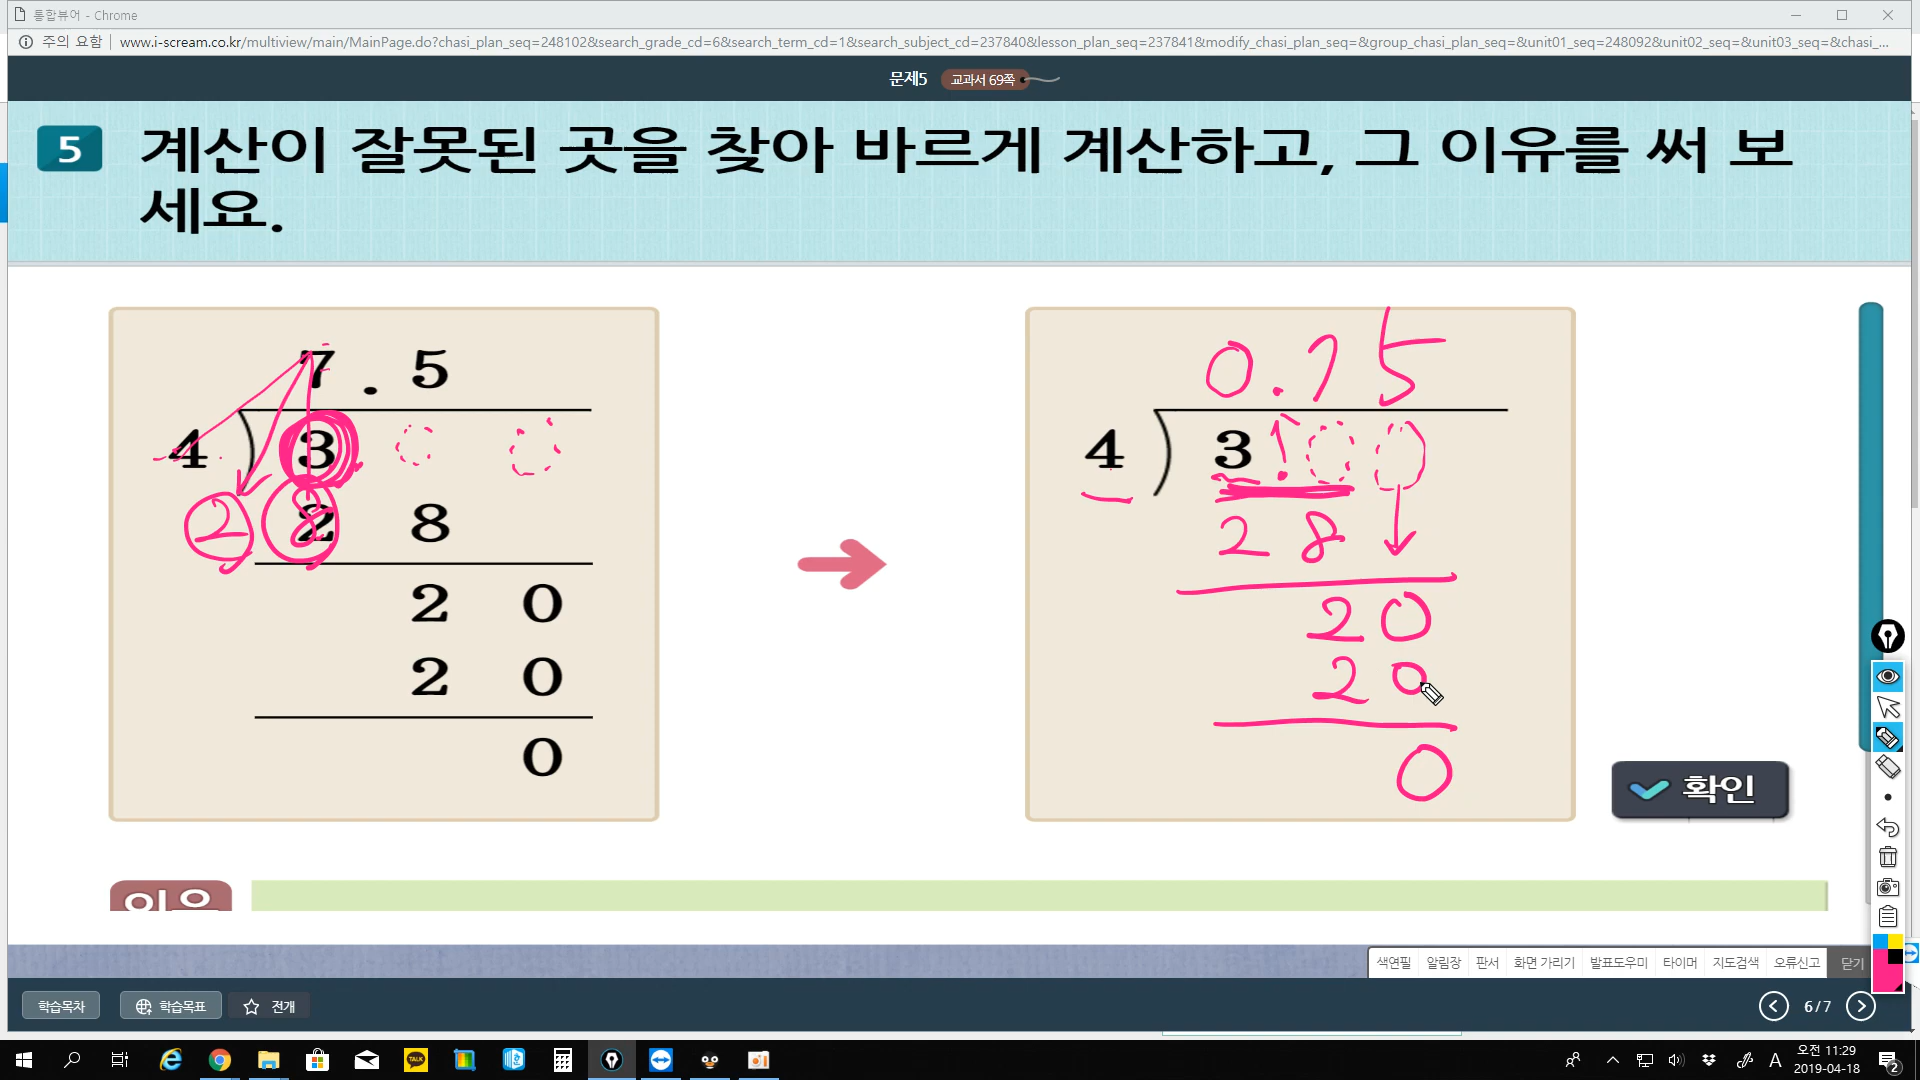 통합뷰어 - Chrome
주의 요함 | www.i-scream.co.kr/multiview/main/MainPage.do?chasi_plan_seq=248102&search_grade_cd=6&search_term_cd=1&search_subject_cd=237840&lesson_plan_seq=237841&modify_chasi_plan_seq=&group_chasi_plan_seq=&unit01_seq=248092&unit02_seq=&unit03_seq=&chasi_...
문제5 교과서 69쪽
5 계산이 잘못된 곳을 찾아 바르게 계산하고, 그 이유를 써 보
세요.
7 . 5
4 3
2 8
2 8
2 0
2 0
0
0.75
4 3.00
2 8
2 0
2 0
0
확인
이유
색연필 알림장 판서 화면 가리기 발표도우미 타이머 지도검색 오류신고 닫기
학습목차 학습목표 전개 6/7
TALK
A 오전 11:29
2019-04-18
2